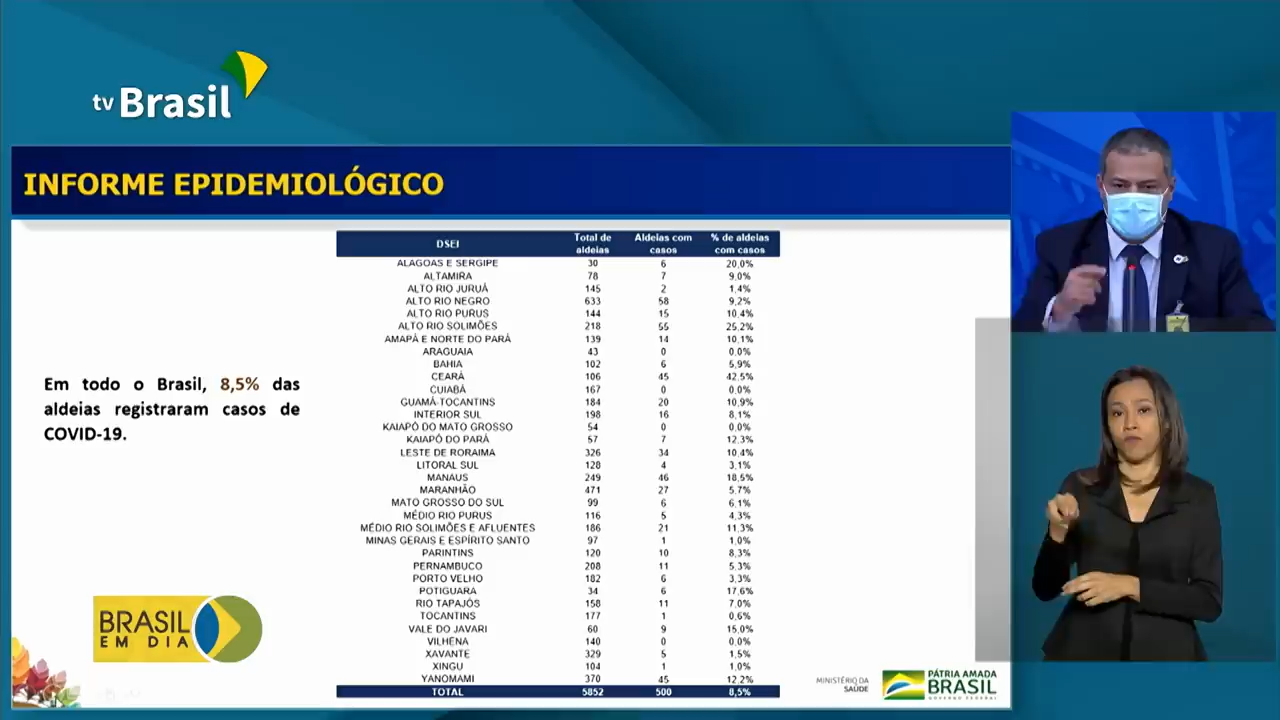 tv Brasil
INFORME EPIDEMIOLÓGICO
DSEI Total de aldeias Aldeias com casos % de aldeias com casos
ALAGOAS E SERGIPE 30 6 20,0%
ALTAMIRA 78 7 9,0%
ALTO RIO JURUÁ 145 2 1,4%
ALTO RIO NEGRO 633 58 9,2%
ALTO RIO PURUS 144 15 10,4%
ALTO RIO SOLIMÕES 218 55 25,2%
AMAPÁ E NORTE DO PARÁ 139 14 10,1%
ARAGUAIA 43 0 0,0%
BAHIA 102 6 5,9%
CEARÁ 106 45 42,5%
CUIABÁ 167 0 0,0%
GUAMÁ-TOCANTINS 184 20 10,9%
INTERIOR SUL 198 16 8,1%
KAIAPÓ DO MATO GROSSO 54 0 0,0%
KAIAPÓ DO PARÁ 57 7 12,3%
LESTE DE RORAIMA 326 34 10,4%
LITORAL SUL 128 4 3,1%
MANAUS 249 46 18,5%
MARANHÃO 471 27 5,7%
MATO GROSSO DO SUL 99 6 6,1%
MÉDIO RIO PURUS 116 5 4,3%
MÉDIO RIO SOLIMÕES E AFLUENTES 186 21 11,3%
MINAS GERAIS E ESPÍRITO SANTO 97 1 1,0%
PARINTINS 120 10 8,3%
PERNAMBUCO 208 11 5,3%
PORTO VELHO 182 6 3,3%
POTIGUARA 34 6 17,6%
RIO TAPAJÓS 158 11 7,0%
TOCANTINS 177 1 0,6%
VALE DO JAVARI 60 9 15,0%
VILHENA 140 0 0,0%
XAVANTE 329 5 1,5%
XINGU 104 1 1,0%
YANOMAMI 370 45 12,2%
TOTAL 5852 500 8,5%
Em todo o Brasil, 8,5% das
aldeias registraram casos de
COVID-19.
BRASIL
EM DIA
MINISTÉRIO DA
SAÚDE
PÁTRIA AMADA
BRASIL
GOVERNO FEDERAL